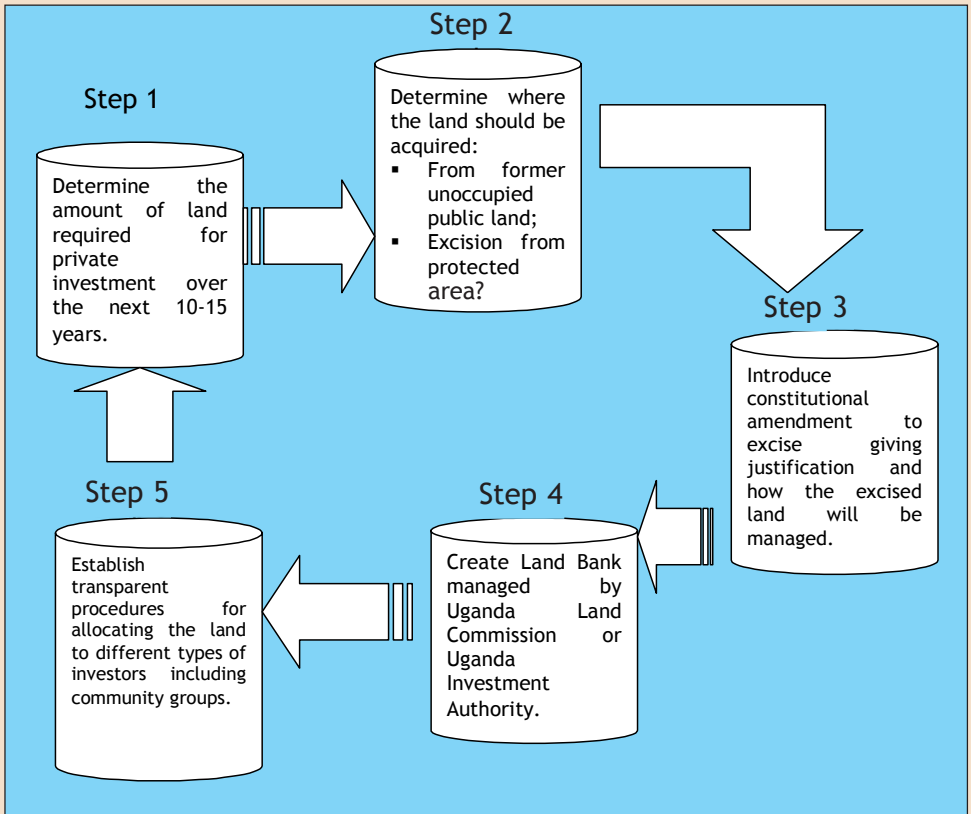 Step 1
Determine the
amount of land
required for
private
investment over
the next 10-15
years.
Step 2
Determine where
the land should be
acquired:
▪ From former
unoccupied
public land;
▪ Excision from
protected
area?
Step 3
Introduce
constitutional
amendment to
excise giving
justification and
how the excised
land will be
managed.
Step 4
Create Land Bank
managed by
Uganda Land
Commission or
Uganda
Investment
Authority.
Step 5
Establish
transparent
procedures for
allocating the land
to different types of
investors including
community groups.